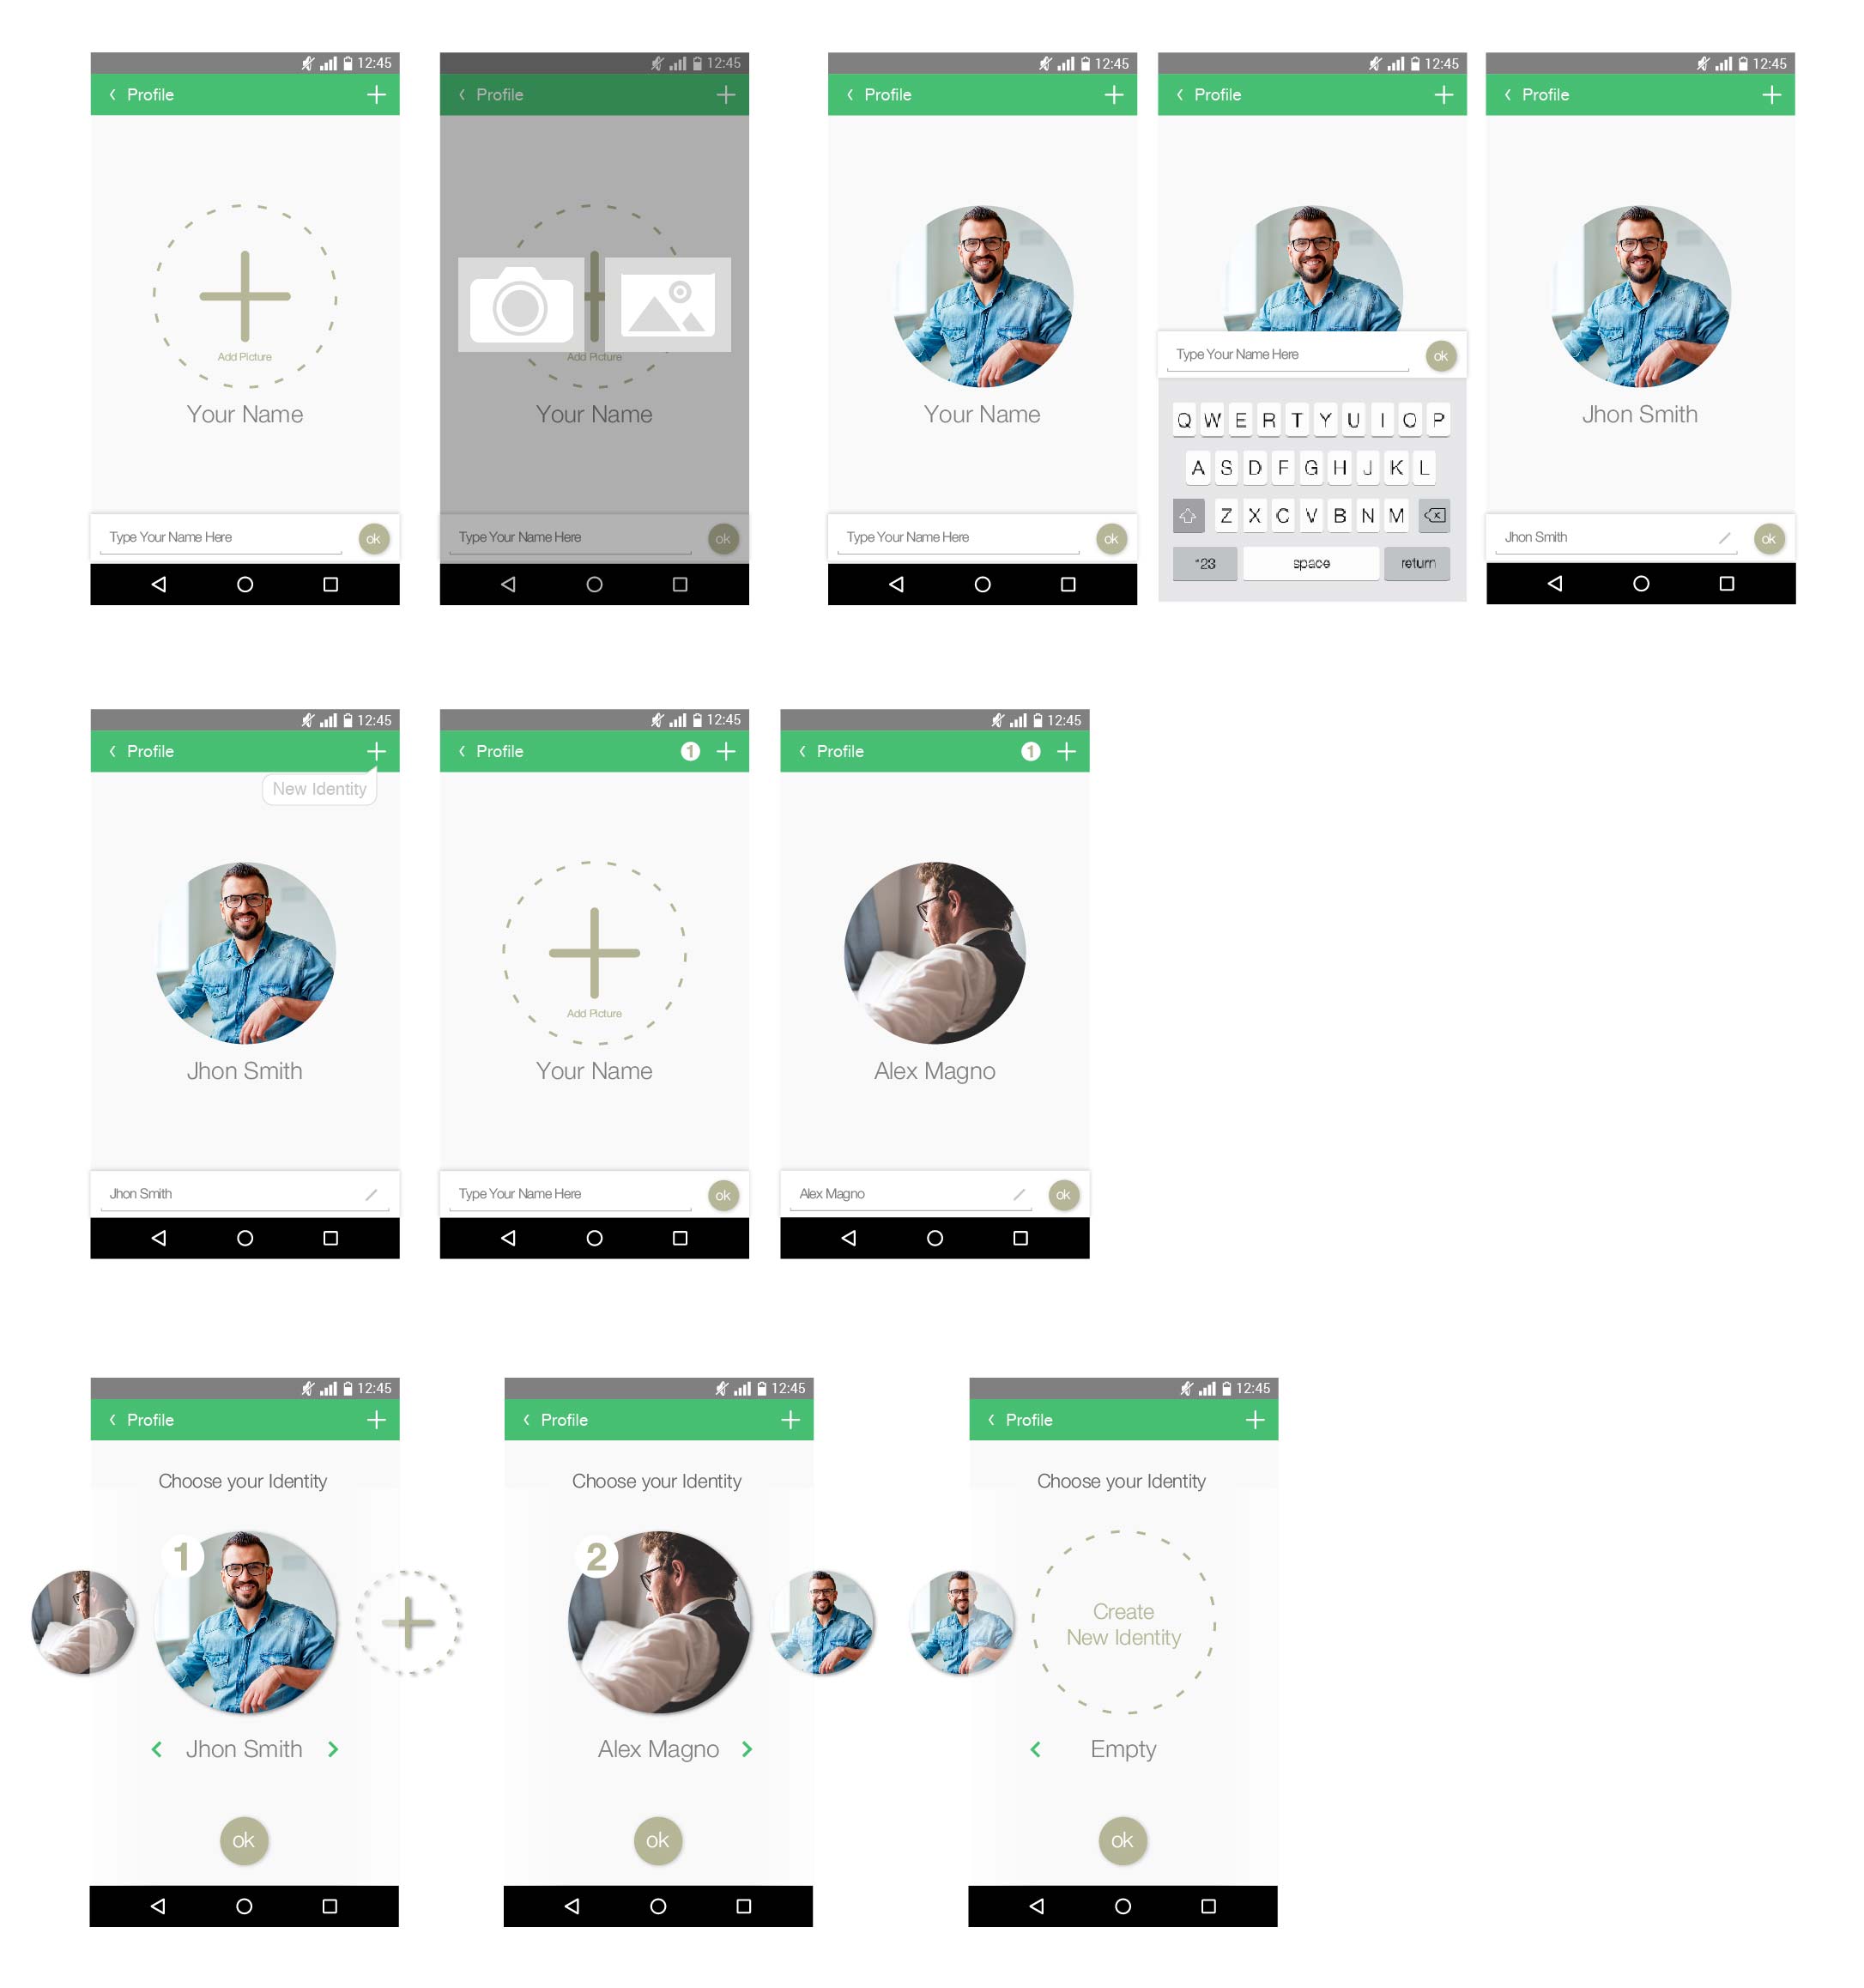 12:45
‹ Profile +
Add Picture
Your Name
Type Your Name Here ok
12:45
‹ Profile +
Add Picture
Your Name
Type Your Name Here ok
12:45
‹ Profile +
Your Name
Type Your Name Here ok
12:45
‹ Profile +
Type Your Name Here ok
Q W E R T Y U I O P
A S D F G H J K L
Z X C V B N M
*23 space return
12:45
‹ Profile +
Jhon Smith
Jhon Smith ok
12:45
‹ Profile +
New Identity
Jhon Smith
Jhon Smith
12:45
‹ Profile 1 +
Add Picture
Your Name
Type Your Name Here ok
12:45
‹ Profile 1 +
Alex Magno
Alex Magno ok
12:45
‹ Profile +
Choose your Identity
1
Jhon Smith
ok
12:45
‹ Profile +
Choose your Identity
2
Alex Magno
ok
12:45
‹ Profile +
Choose your Identity
Create
New Identity
Empty
ok